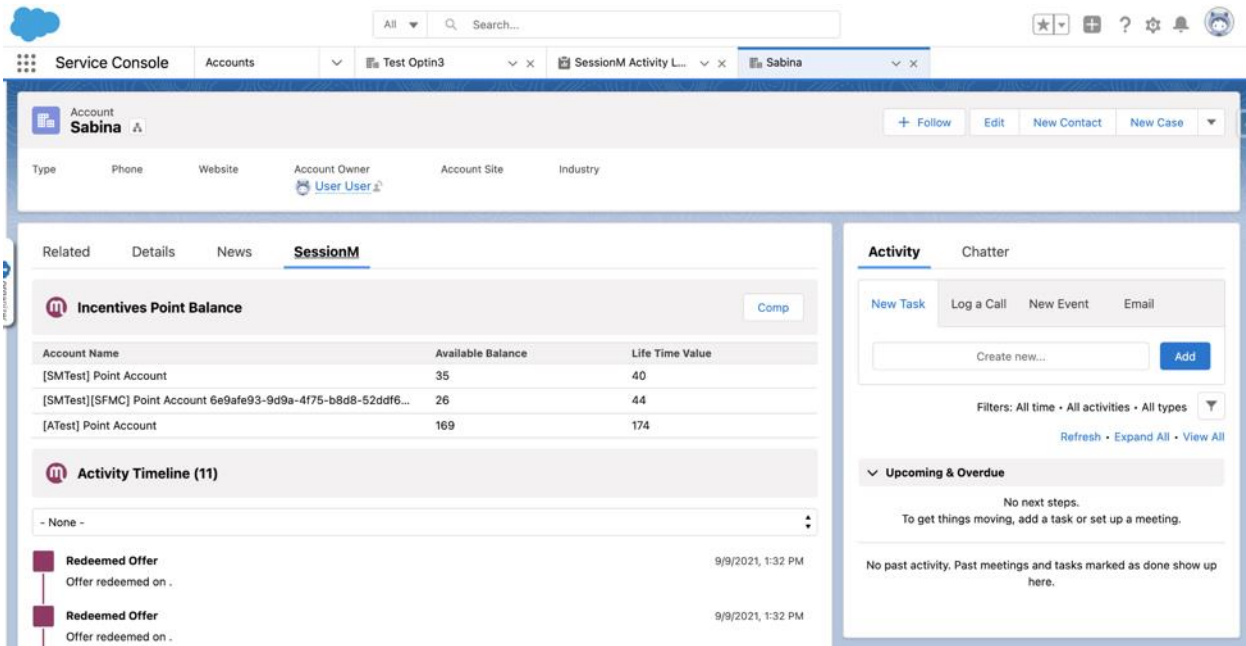 All
Search...
Service Console
Accounts
Test Optin3
SessionM Activity L...
Sabina
Account
Sabina
+ Follow
Edit
New Contact
New Case
Type
Phone
Website
Account Owner
Account Site
Industry
User User
Related
Details
News
SessionM
Incentives Point Balance
Comp
Account Name Available Balance Life Time Value
[SMTest] Point Account 35 40
[SMTest][SFMC] Point Account 6e9afe93-9d9a-4f75-b8d8-52ddf6... 26 44
[ATest] Point Account 169 174
Activity Timeline (11)
- None -
Redeemed Offer 9/9/2021, 1:32 PM
Offer redeemed on .
Redeemed Offer 9/9/2021, 1:32 PM
Offer redeemed on .
Activity
Chatter
New Task
Log a Call
New Event
Email
Create new...
Add
Filters: All time • All activities • All types
Refresh • Expand All • View All
Upcoming & Overdue
No next steps.
To get things moving, add a task or set up a meeting.
No past activity. Past meetings and tasks marked as done show up
here.